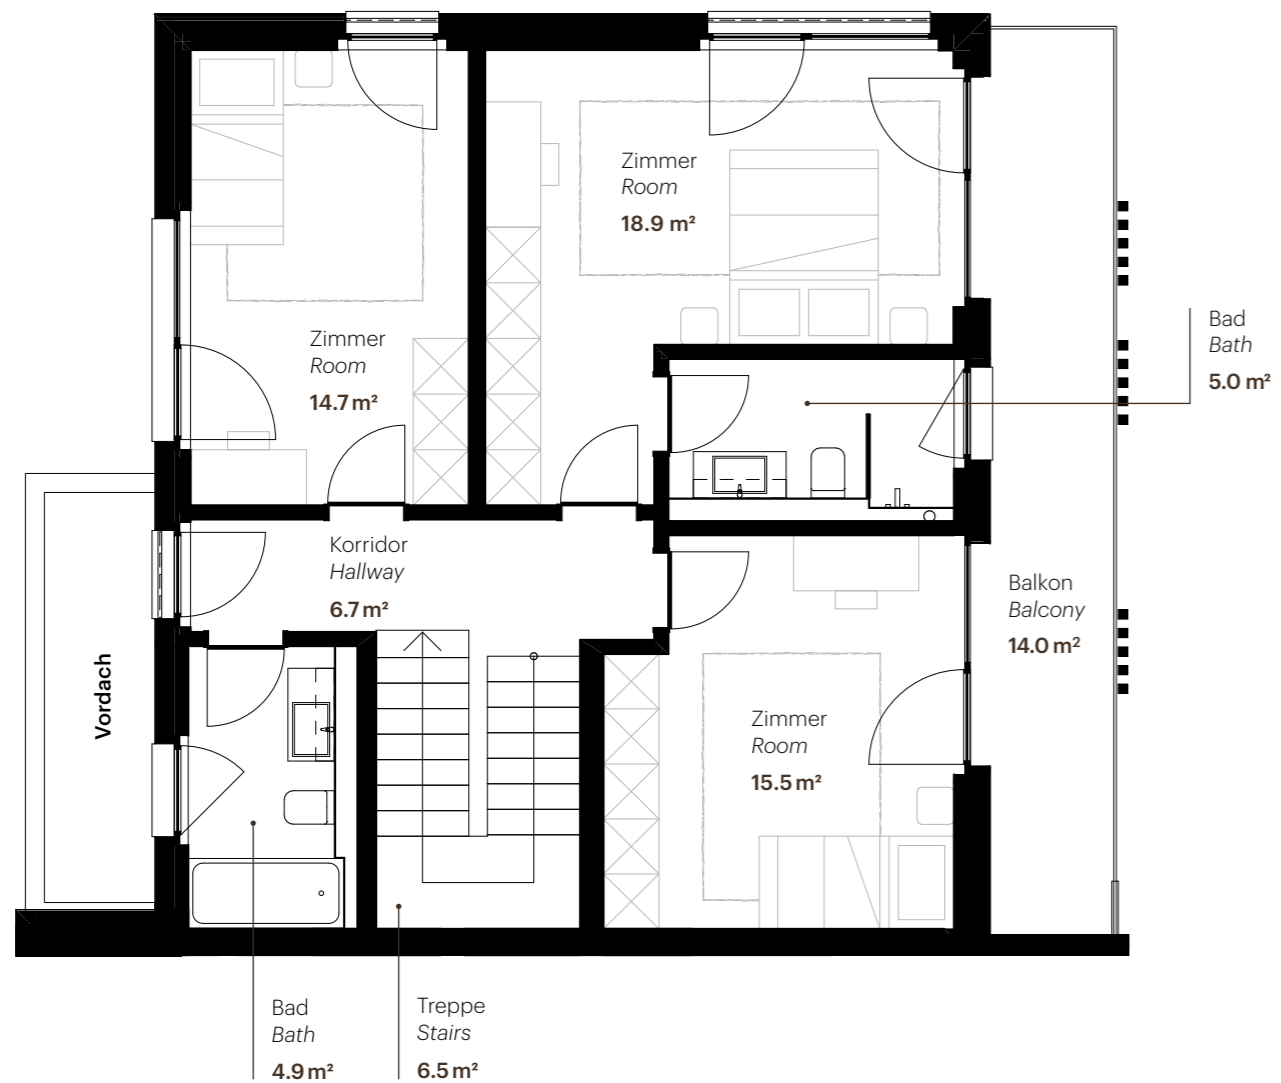 Zimmer
Room
18.9 m²
Zimmer
Room
14.7 m²
Bad
Bath
5.0 m²
Korridor
Hallway
6.7 m²
Balkon
Balcony
14.0 m²
Vordach
Zimmer
Room
15.5 m²
Bad
Bath
4.9 m²
Treppe
Stairs
6.5 m²